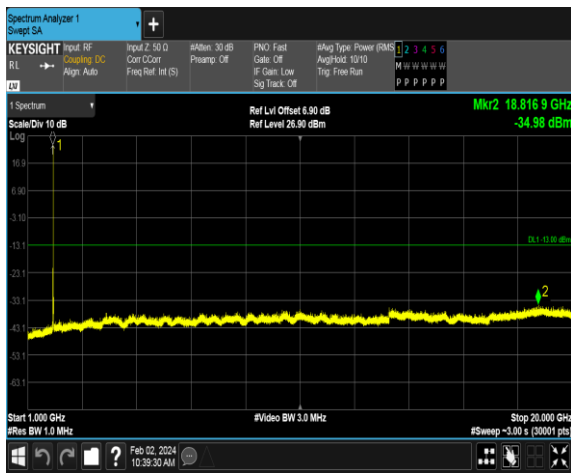 Spectrum Analyzer 1
Swept SA
+
KEYSIGHT Input: RF Input Z: 50 Ω #Atten: 30 dB PNO: Fast #Avg Type: Power (RMS 1 2 3 4 5 6
RL Coupling: DC Corr CCorr Preamp: Off Gate: Off Avg|Hold: 10/10 M W W W W W
Align: Auto Freq Ref: Int (S) IF Gain: Low Trig: Free Run
Sig Track: Off P P P P P P
LXI
1 Spectrum Ref Lvl Offset 6.90 dB Mkr2 18.816 9 GHz
Scale/Div 10 dB Ref Level 26.90 dBm -34.98 dBm
Log
1
16.9
6.90
-3.10
DL1 -13.00 dBm
-13.1
-23.1
2
-33.1
-43.1
-53.1
-63.1
Start 1.000 GHz #Video BW 3.0 MHz Stop 20.000 GHz
#Res BW 1.0 MHz #Sweep ~3.00 s (30001 pts)
? Feb 02, 2024
10:39:30 AM